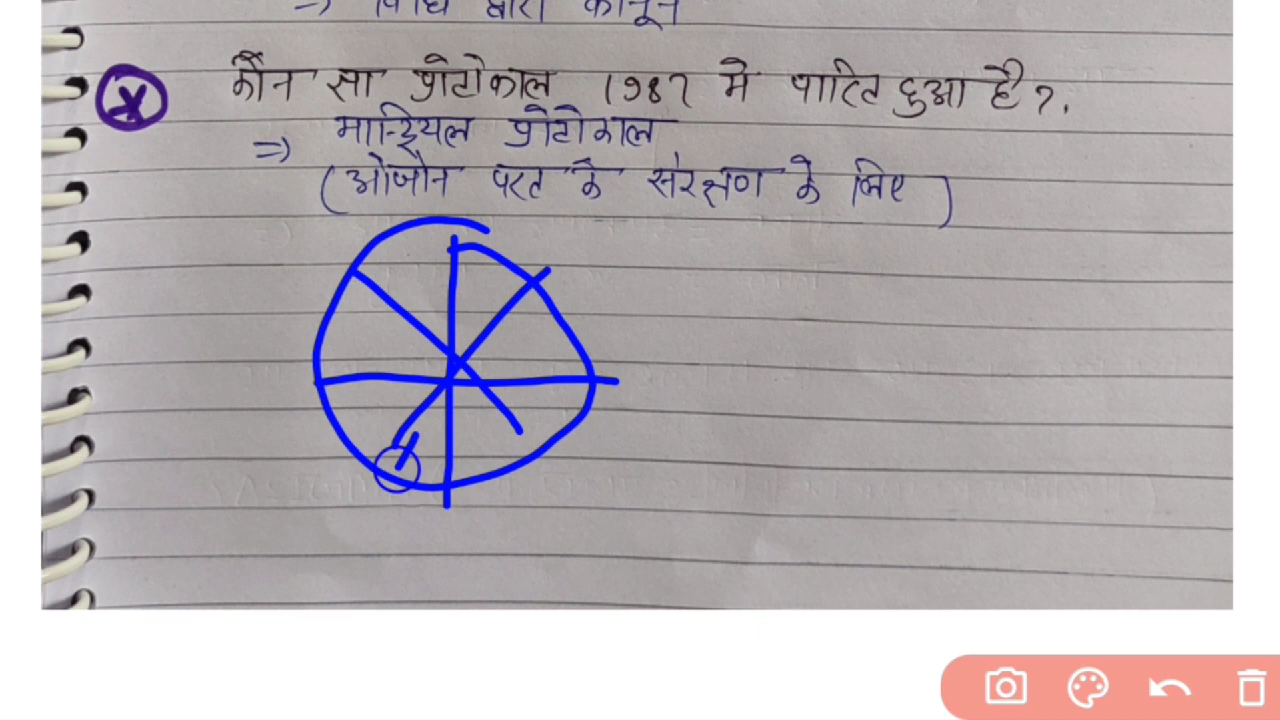 => विधि द्वारा कानून
कौन सा प्रोटोकाल 1987 मे पारित हुआ है ?.
=> मान्ट्रियल प्रोटोकाल
(ओजोन परत के संरक्षण के लिए)